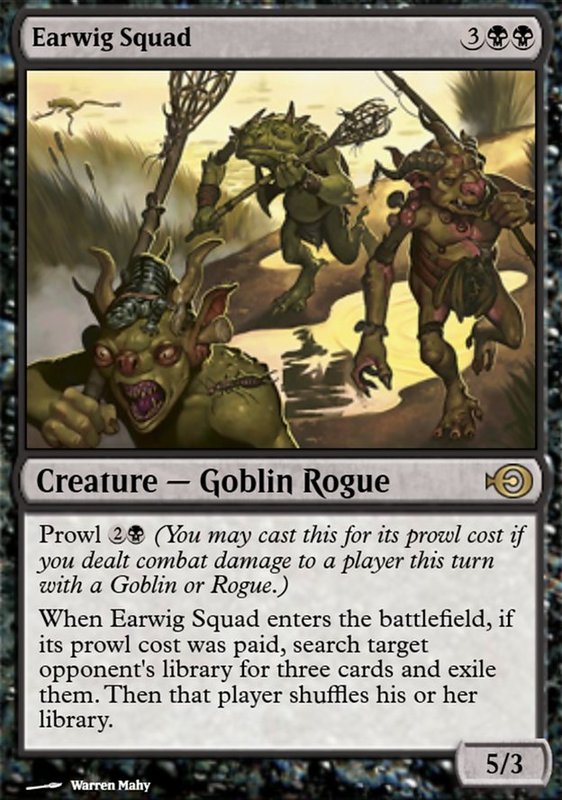 Earwig Squad 3
Creature — Goblin Rogue
Prowl 2 (You may cast this for its prowl cost if
you dealt combat damage to a player this turn
with a Goblin or Rogue.)
When Earwig Squad enters the battlefield, if
its prowl cost was paid, search target
opponent's library for three cards and exile
them. Then that player shuffles his or her
library.
5/3
Warren Mahy